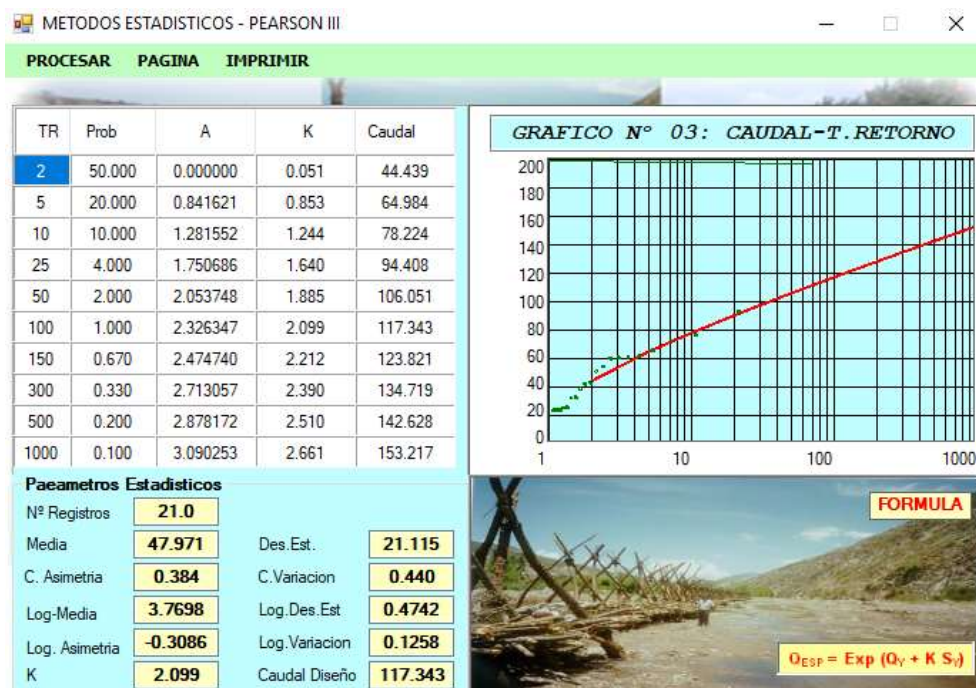 METODOS ESTADISTICOS - PEARSON III
PROCESAR PAGINA IMPRIMIR
TR Prob A K Caudal
2 50.000 0.000000 0.051 44.439
5 20.000 0.841621 0.853 64.984
10 10.000 1.281552 1.244 78.224
25 4.000 1.750686 1.640 94.408
50 2.000 2.053748 1.885 106.051
100 1.000 2.326347 2.099 117.343
150 0.670 2.474740 2.212 123.821
300 0.330 2.713057 2.390 134.719
500 0.200 2.878172 2.510 142.628
1000 0.100 3.090253 2.661 153.217
GRAFICO Nº 03: CAUDAL-T.RETORNO
200
180
160
140
120
100
80
60
40
20
0
1 10 100 1000
Paeametros Estadisticos
Nº Registros 21.0
Media 47.971 Des.Est. 21.115
C. Asimetria 0.384 C.Variacion 0.440
Log-Media 3.7698 Log.Des.Est 0.4742
Log. Asimetria -0.3086 Log.Variacion 0.1258
K 2.099 Caudal Diseño 117.343
FORMULA
Q_ESP = Exp (Q_Y + K S_Y)